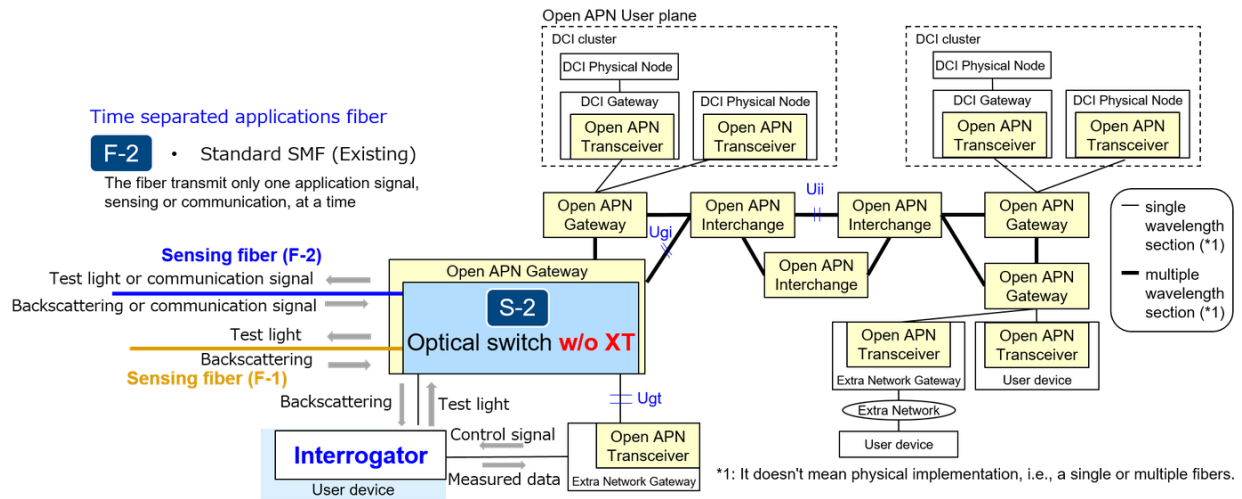 Open APN User plane
DCI cluster
DCI Physical Node
DCI Gateway
Open APN
Transceiver
DCI Physical Node
Open APN
Transceiver
DCI cluster
DCI Physical Node
DCI Gateway
Open APN
Transceiver
DCI Physical Node
Open APN
Transceiver
Time separated applications fiber
F-2
・ Standard SMF (Existing)
The fiber transmit only one application signal,
sensing or communication, at a time
Open APN
Gateway
Ugi
Open APN
Interchange
Uii
Open APN
Interchange
Open APN
Gateway
Open APN
Interchange
Open APN
Gateway
single
wavelength
section (*1)
multiple
wavelength
section (*1)
Sensing fiber (F-2)
Test light or communication signal
Backscattering or communication signal
Test light
Backscattering
Sensing fiber (F-1)
Open APN Gateway
S-2
Optical switch w/o XT
Backscattering
Test light
Ugt
Control signal
Measured data
Interrogator
User device
Open APN
Transceiver
Extra Network Gateway
Open APN
Transceiver
Extra Network Gateway
Open APN
Transceiver
User device
Extra Network
User device
*1: It doesn't mean physical implementation, i.e., a single or multiple fibers.